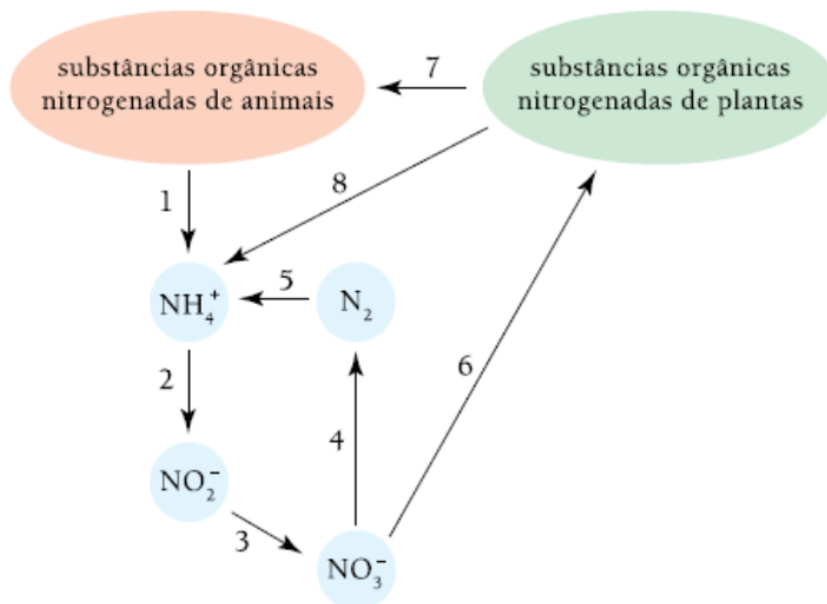 substâncias orgânicas
nitrogenadas de animais
7
substâncias orgânicas
nitrogenadas de plantas
1
8
NH₄⁺
5
N₂
2
4
6
NO₂⁻
3
NO₃⁻